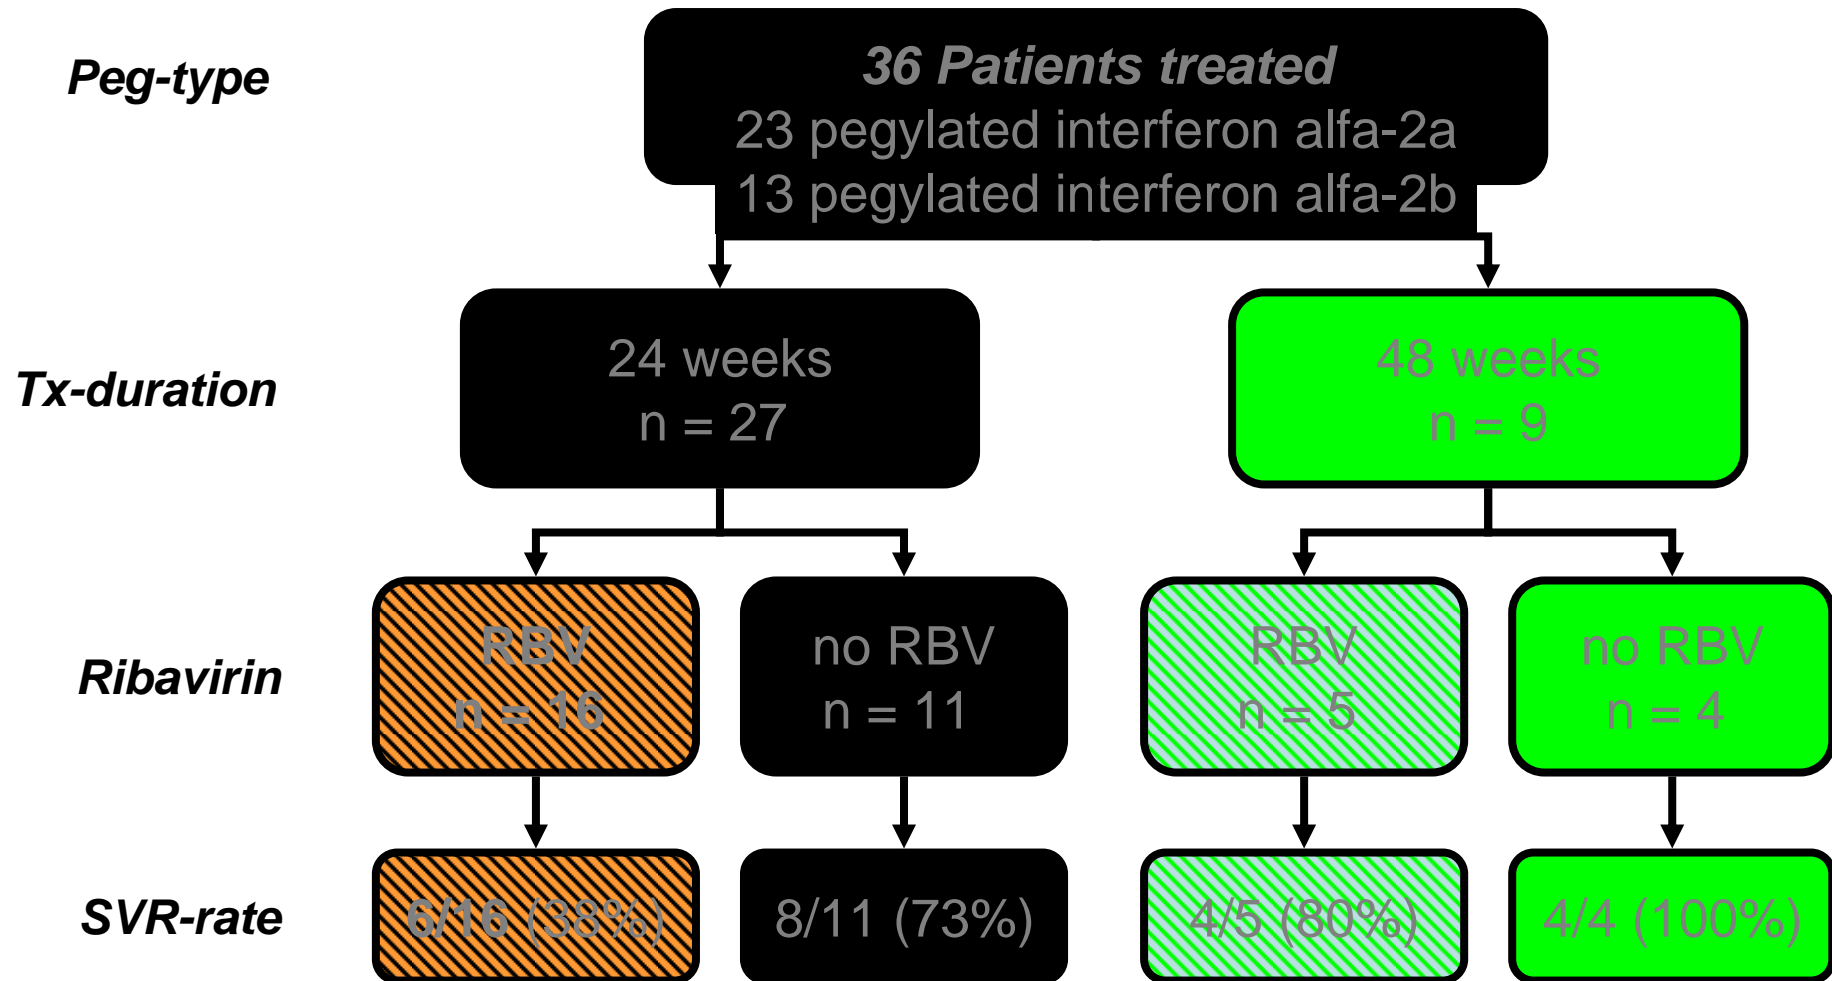 Peg-type
36 Patients treated
23 pegylated interferon alfa-2a
13 pegylated interferon alfa-2b
Tx-duration
24 weeks
n = 27
48 weeks
n = 9
Ribavirin
RBV
n = 16
no RBV
n = 11
RBV
n = 5
no RBV
n = 4
SVR-rate
6/16 (38%)
8/11 (73%)
4/5 (80%)
4/4 (100%)